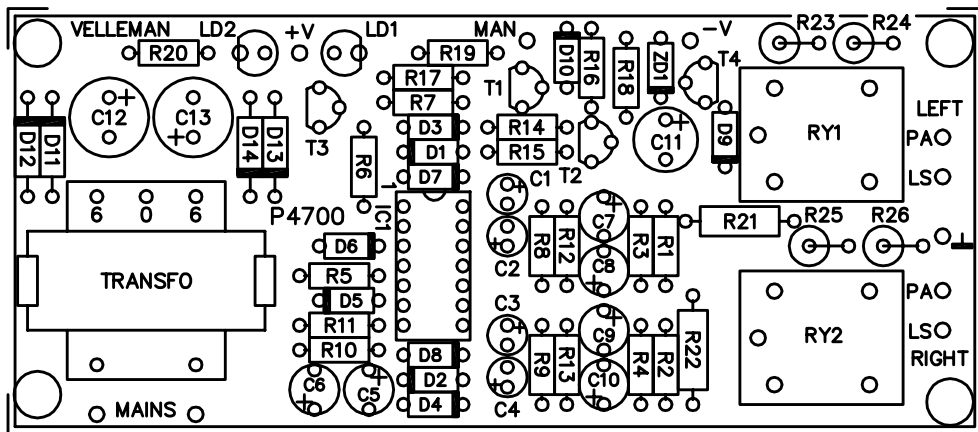 VELLEMAN LD2 +V LD1 MAN -V R23 R24
R20 R19 D10 R16 R18 ZD1 T4
R17 T1
C12 C13 R7 LEFT
D12 D11 D14 D13 T3 D3 R14 C11 D9 RY1 PA
R6 D1 R15 T2
D7 C1 LS
6 0 6 P4700 1 IC1 C7 R21 R25 R26
D6 C2 R8 R12 R3 R1
TRANSFO R5 C8
D5 C3 PA
R11 C9 RY2 LS
R10 D8 R9 R13 R4 R2 R22 RIGHT
C6 C5 D2 C10
MAINS D4 C4